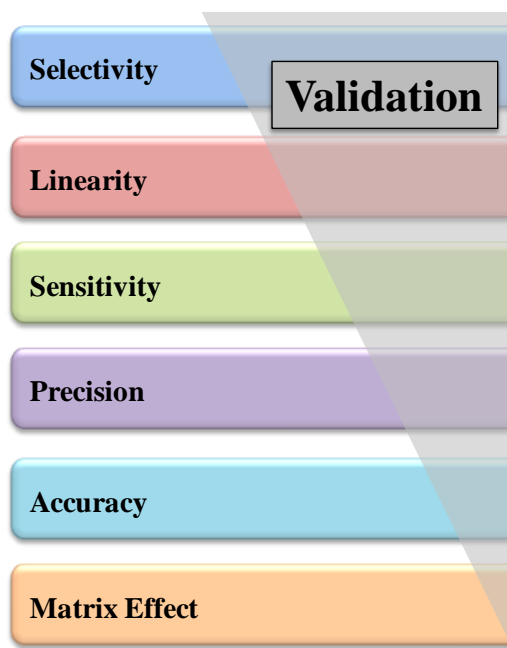 Selectivity
Validation
Linearity
Sensitivity
Precision
Accuracy
Matrix Effect